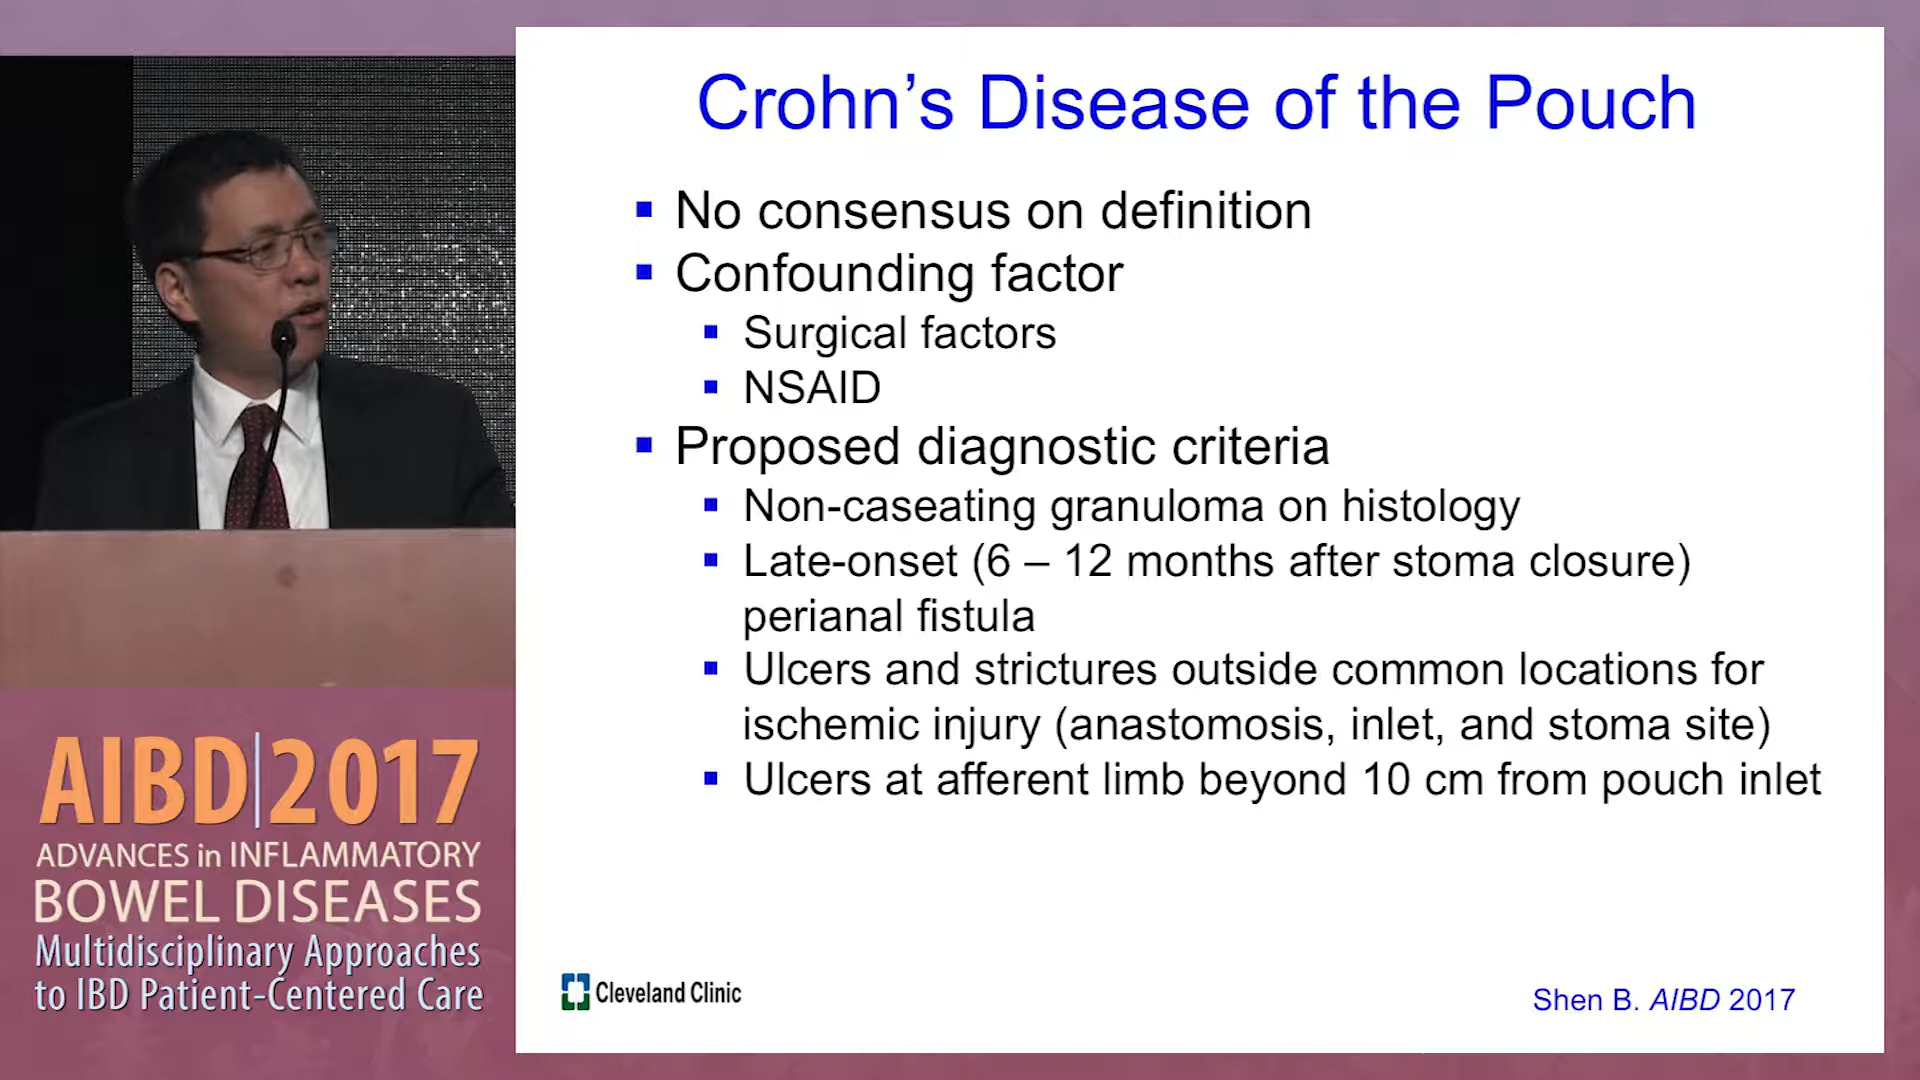 Crohn's Disease of the Pouch
No consensus on definition
Confounding factor
Surgical factors
NSAID
Proposed diagnostic criteria
Non-caseating granuloma on histology
Late-onset (6 – 12 months after stoma closure)
perianal fistula
Ulcers and strictures outside common locations for
ischemic injury (anastomosis, inlet, and stoma site)
Ulcers at afferent limb beyond 10 cm from pouch inlet
Cleveland Clinic
Shen B. AIBD 2017
AIBD|2017
ADVANCES in INFLAMMATORY
BOWEL DISEASES
Multidisciplinary Approaches
to IBD Patient-Centered Care